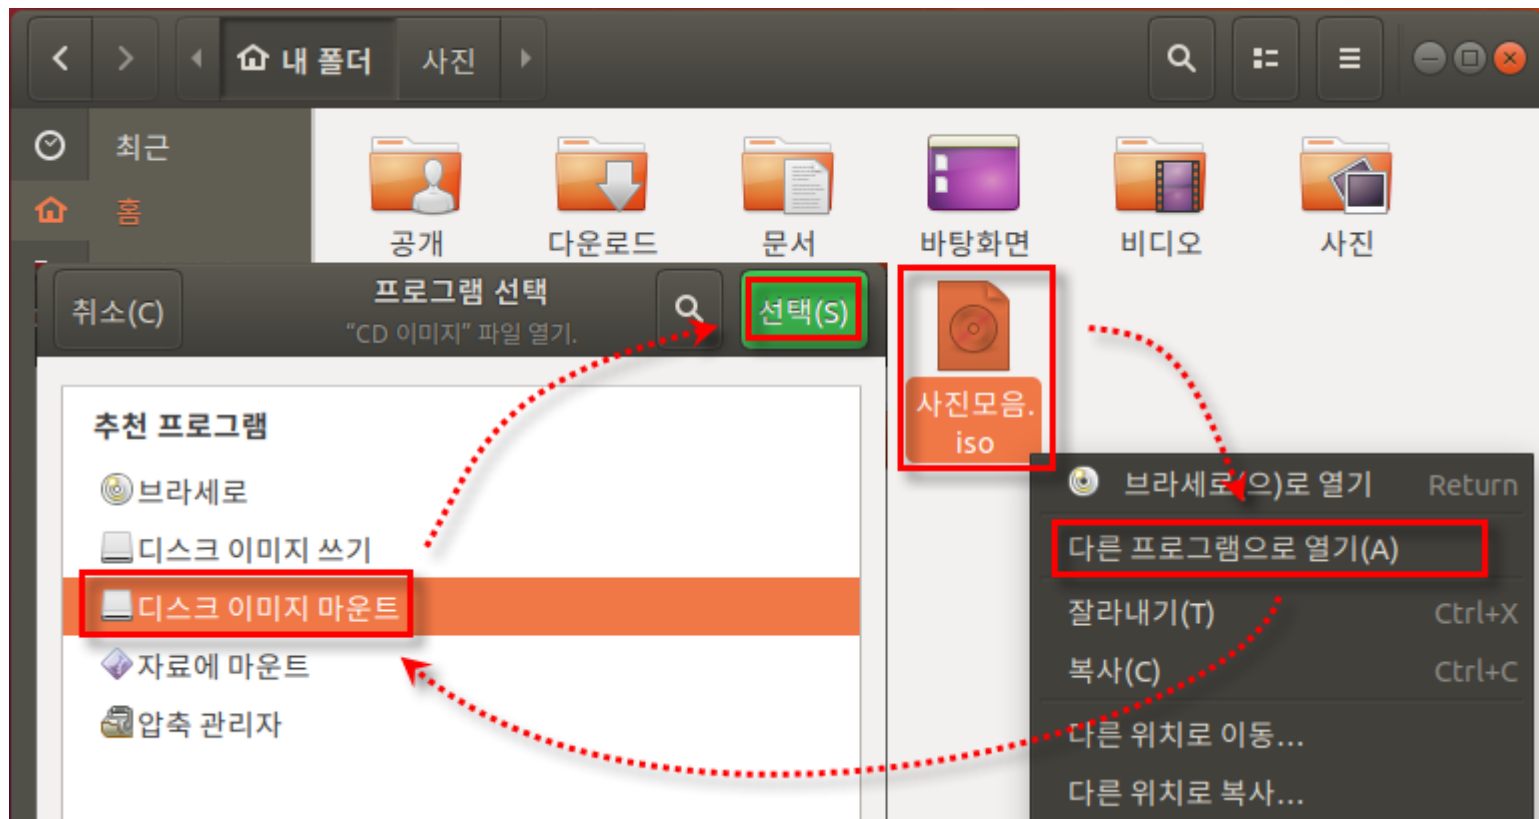 내 폴더
사진
최근
홈
공개
다운로드
문서
바탕화면
비디오
사진
취소(C)
프로그램 선택
“CD 이미지” 파일 열기.
선택(S)
사진모음.
iso
추천 프로그램
브라세로
디스크 이미지 쓰기
디스크 이미지 마운트
자료에 마운트
압축 관리자
브라세로(으)로 열기 Return
다른 프로그램으로 열기(A)
잘라내기(T) Ctrl+X
복사(C) Ctrl+C
다른 위치로 이동...
다른 위치로 복사...